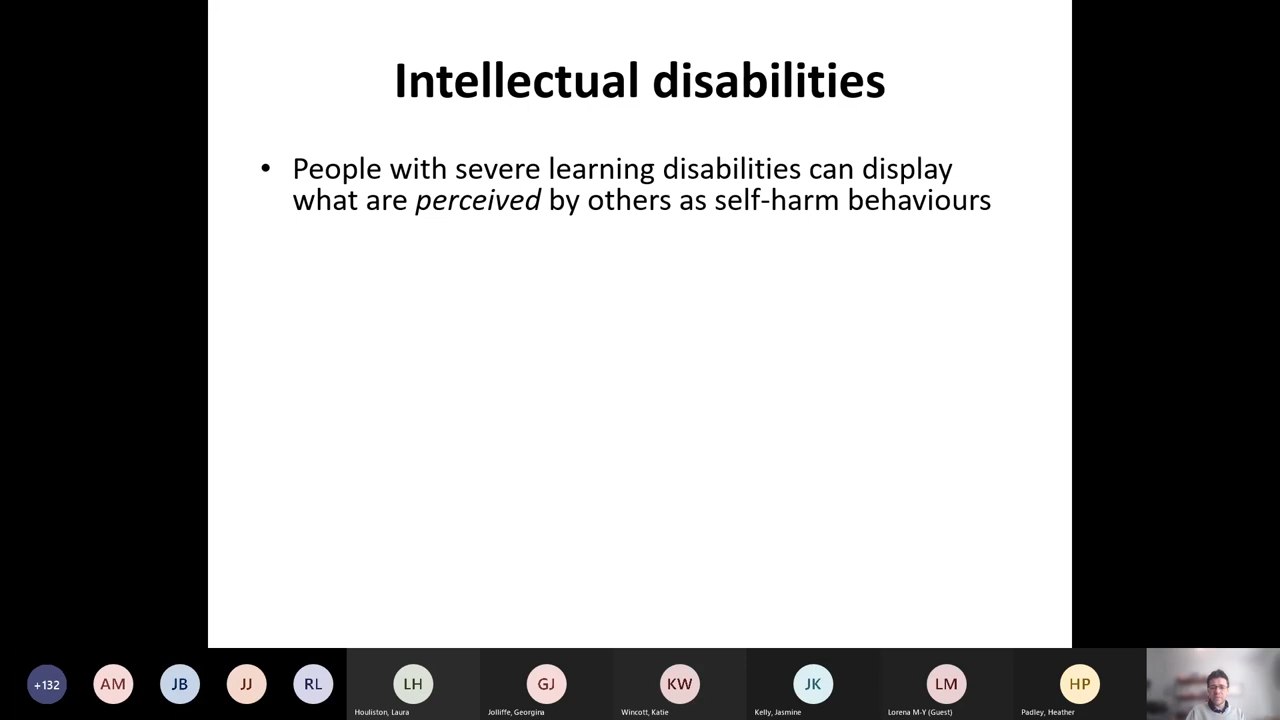 Intellectual disabilities
• People with severe learning disabilities can display
what are perceived by others as self-harm behaviours
+132
AM
JB
JJ
RL
LH
GJ
KW
JK
LM
HP
Houliston, Laura
Jolliffe, Georgina
Wincott, Katie
Kelly, Jasmine
Lorena M-Y (Guest)
Padley, Heather